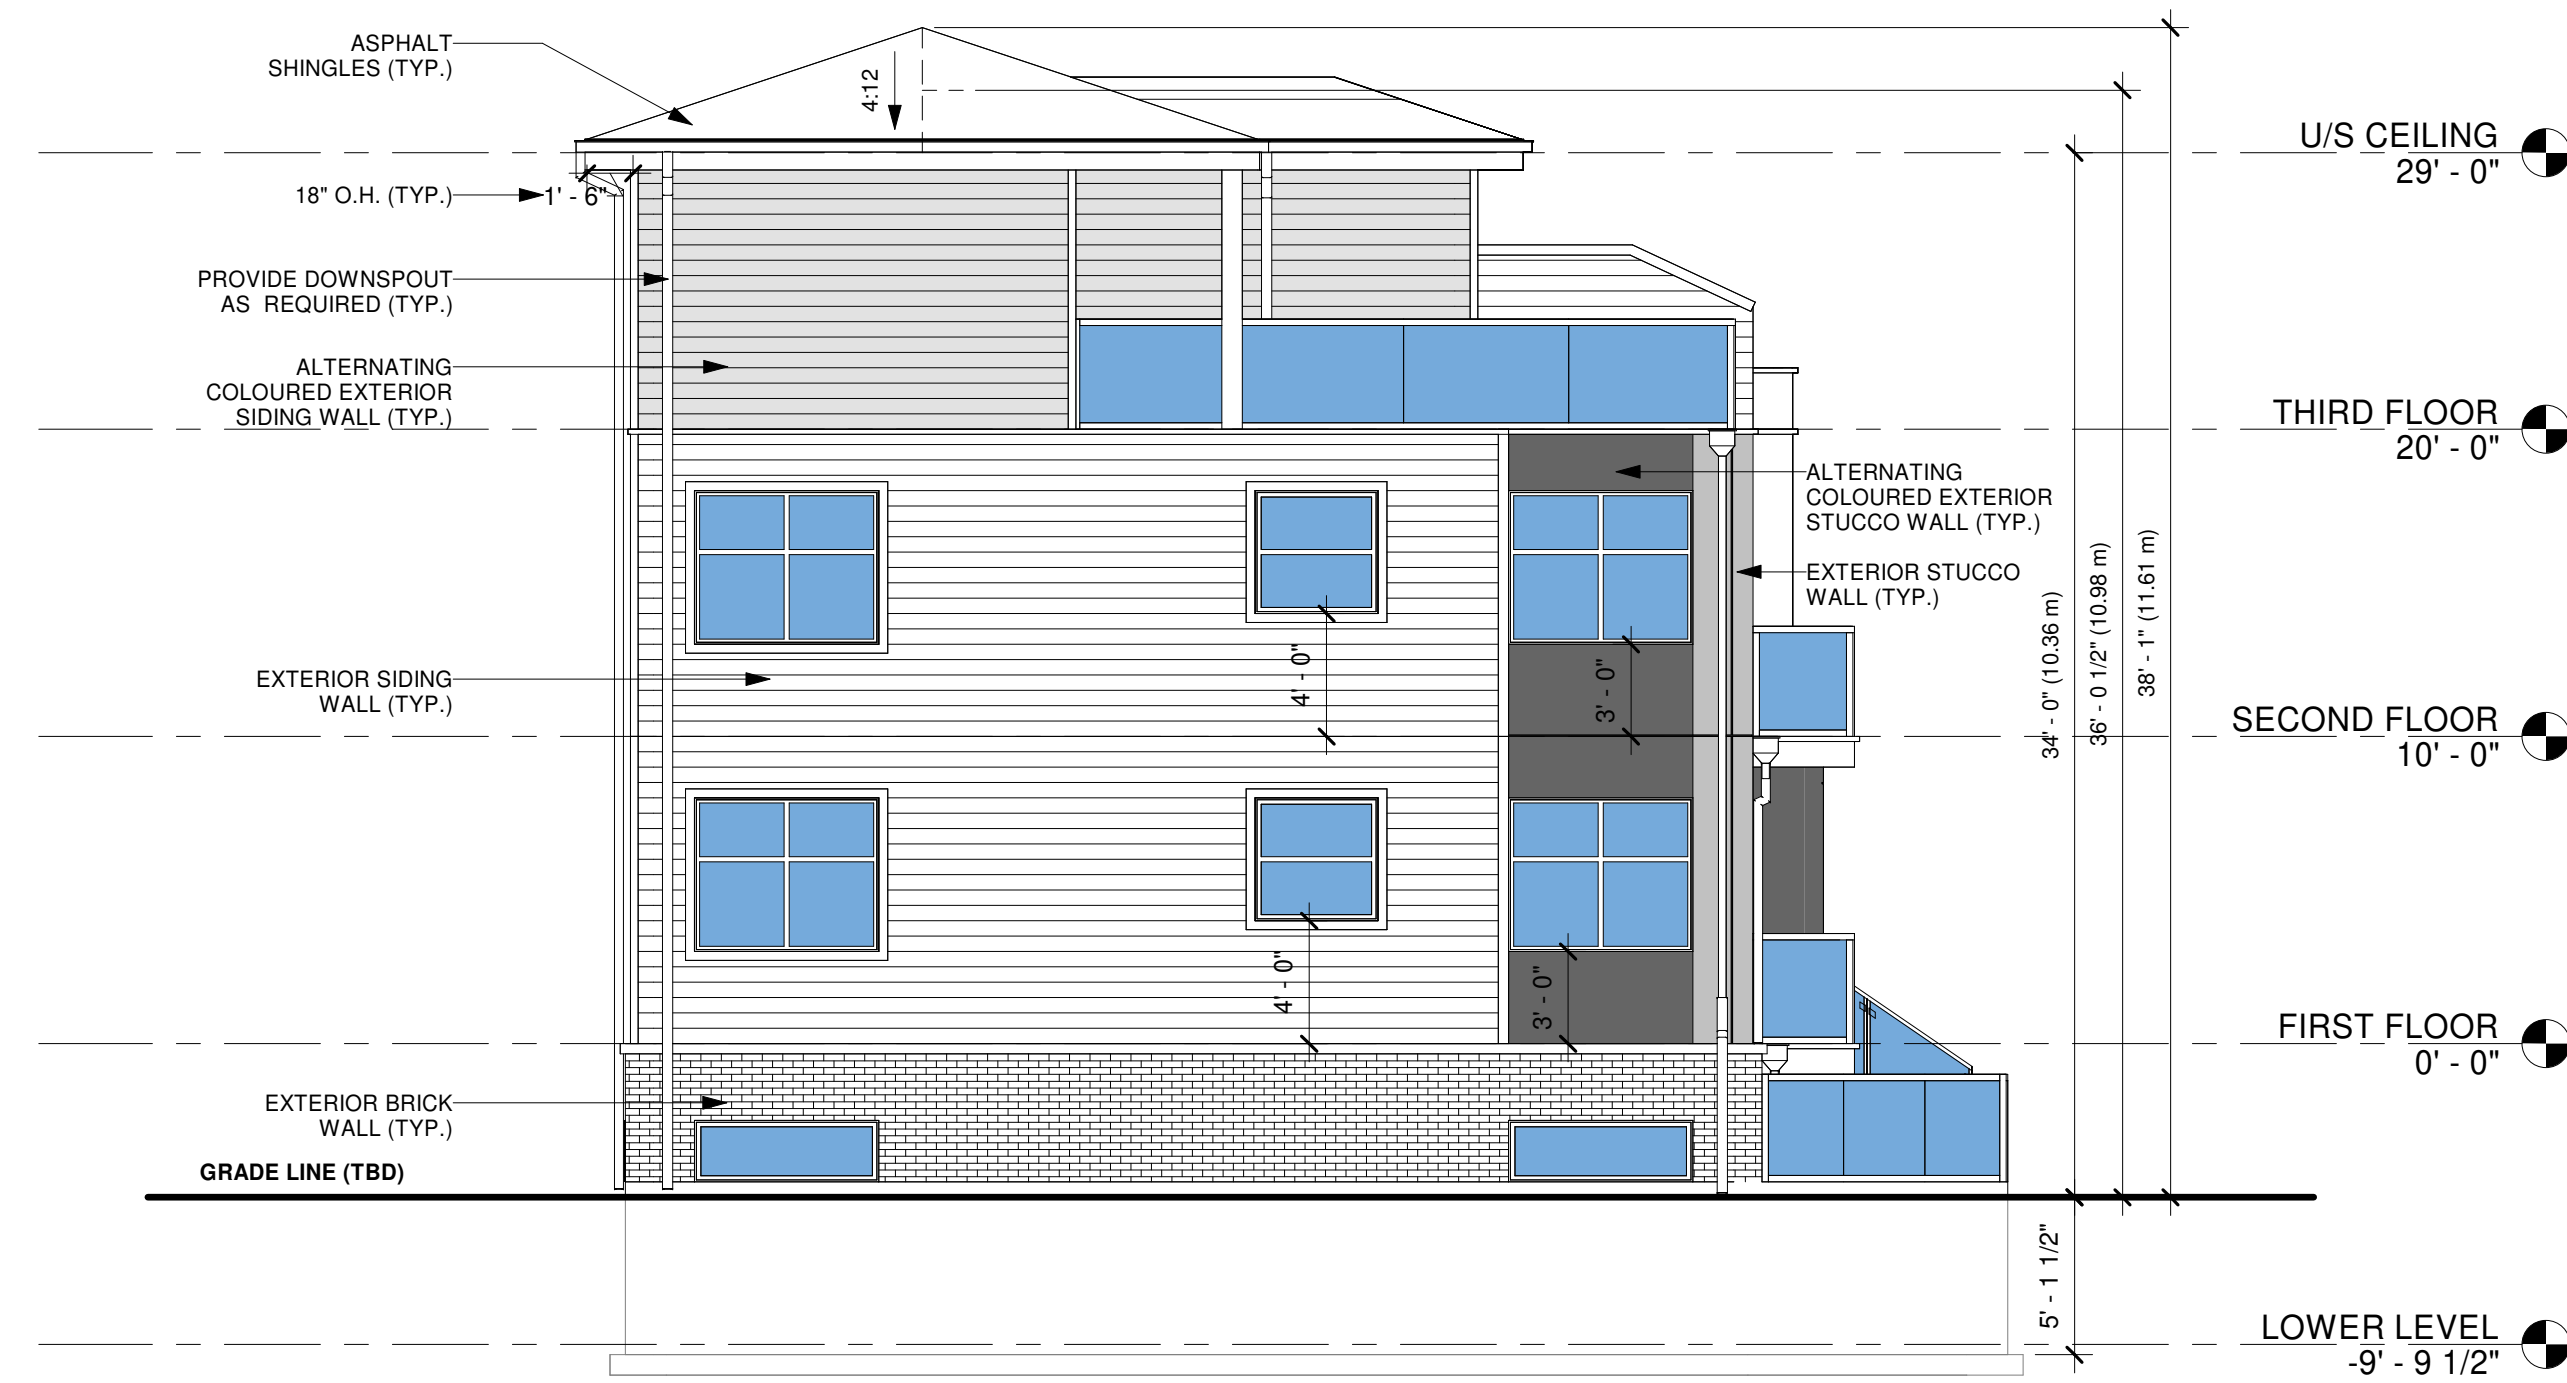 ASPHALT
SHINGLES (TYP.)
4:12
18" O.H. (TYP.)
1' - 6"
PROVIDE DOWNSPOUT
AS REQUIRED (TYP.)
ALTERNATING
COLOURED EXTERIOR
SIDING WALL (TYP.)
EXTERIOR SIDING
WALL (TYP.)
EXTERIOR BRICK
WALL (TYP.)
GRADE LINE (TBD)
4' - 0"
3' - 0"
4' - 0"
3' - 0"
ALTERNATING
COLOURED EXTERIOR
STUCCO WALL (TYP.)
EXTERIOR STUCCO
WALL (TYP.)
34' - 0" (10.36 m)
36' - 0 1/2" (10.98 m)
38' - 1" (11.61 m)
5' - 1 1/2"
U/S CEILING
29' - 0"
THIRD FLOOR
20' - 0"
SECOND FLOOR
10' - 0"
FIRST FLOOR
0' - 0"
LOWER LEVEL
-9' - 9 1/2"